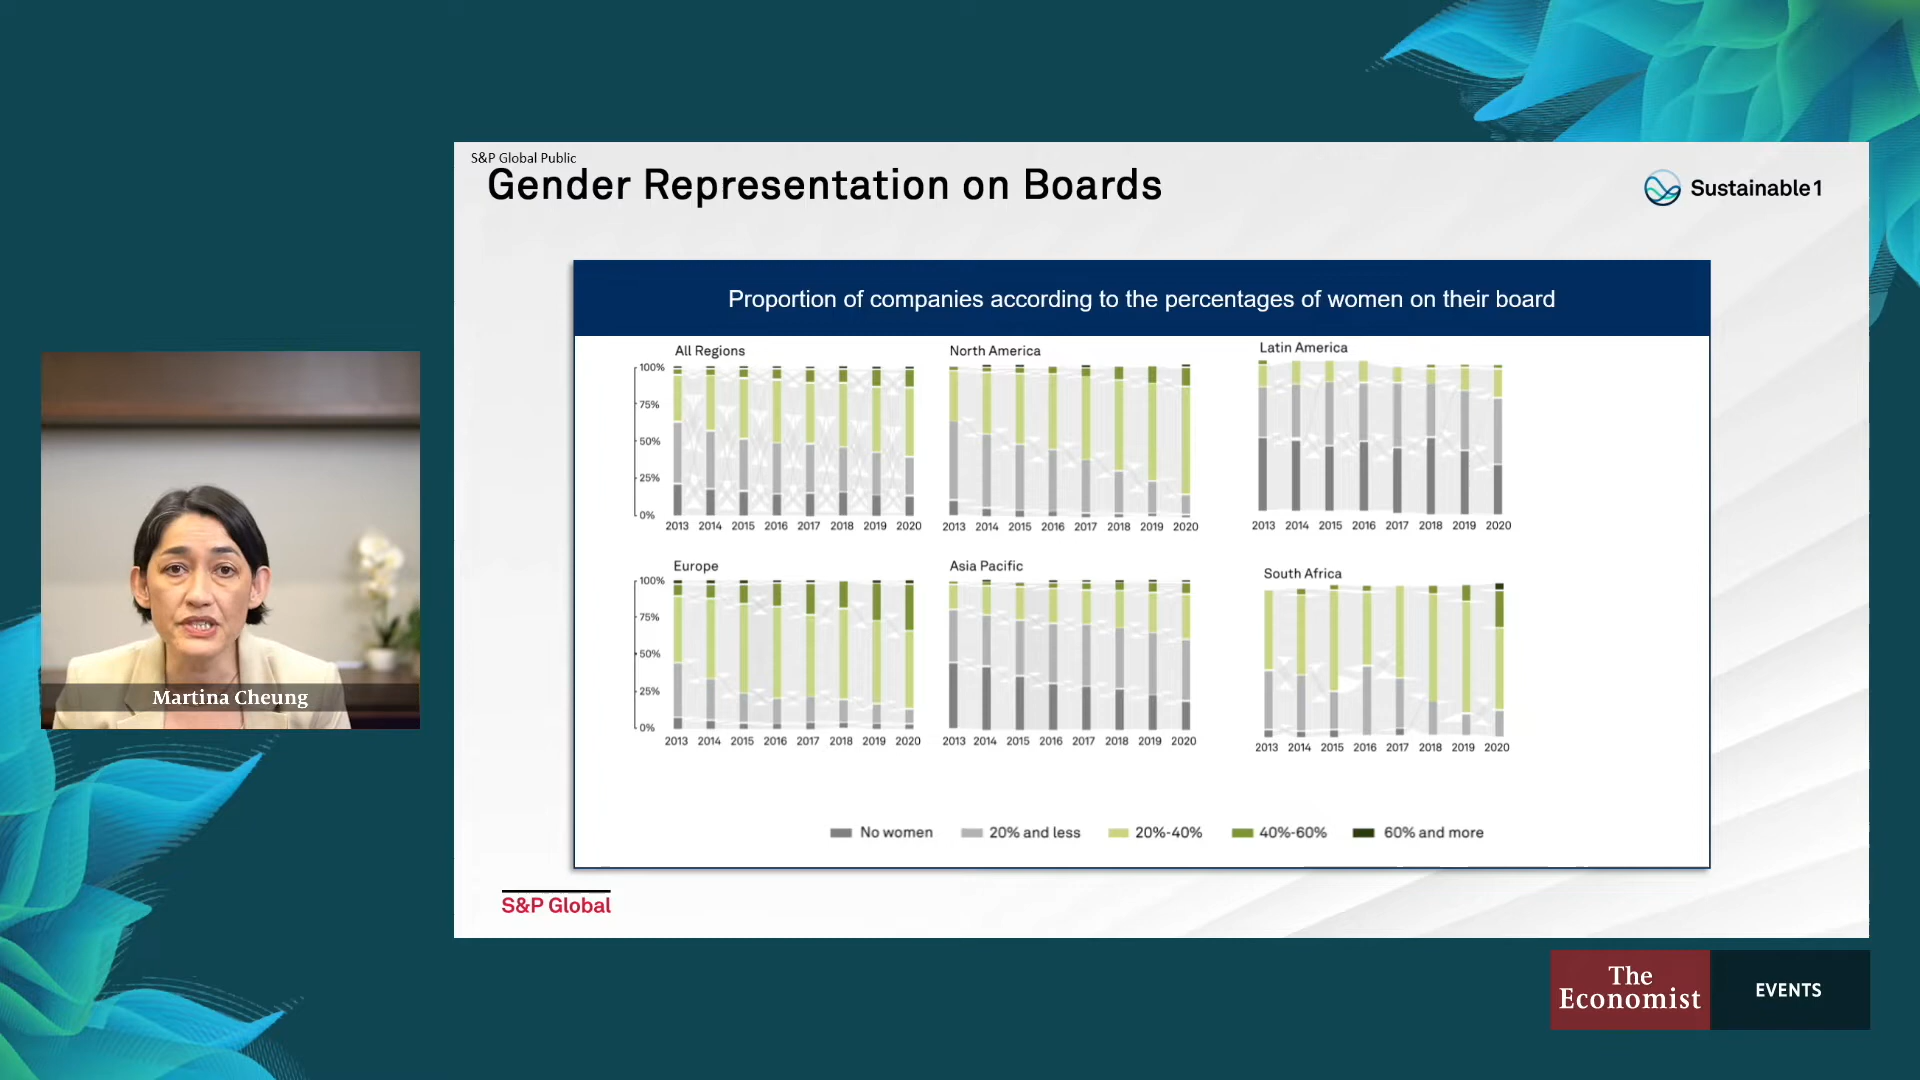 S&P Global Public
Gender Representation on Boards
Sustainable1
Proportion of companies according to the percentages of women on their board
All Regions
100%
75%
50%
25%
0%
2013 2014 2015 2016 2017 2018 2019 2020
North America
2013 2014 2015 2016 2017 2018 2019 2020
Latin America
2013 2014 2015 2016 2017 2018 2019 2020
Europe
100%
75%
50%
25%
0%
2013 2014 2015 2016 2017 2018 2019 2020
Asia Pacific
2013 2014 2015 2016 2017 2018 2019 2020
South Africa
2013 2014 2015 2016 2017 2018 2019 2020
No women 20% and less 20%-40% 40%-60% 60% and more
S&P Global
Martina Cheung
The
Economist
EVENTS